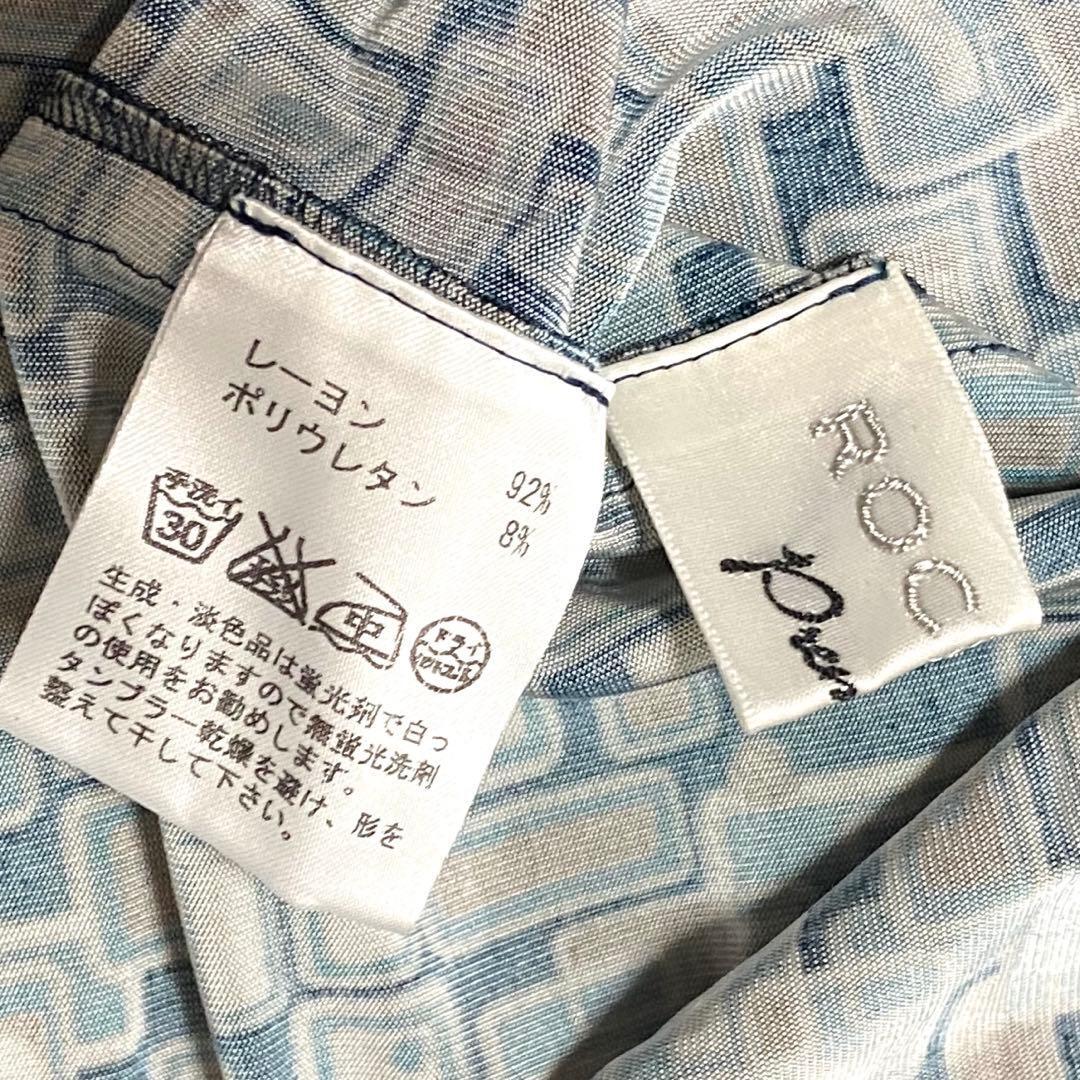 レーヨン 92%
ポリウレタン 8%
手洗イ
30
中
ドライ
生成・淡色品は蛍光剤で白っ
ぽくなりますので無蛍光洗剤
の使用をお勧めします。
タンブラー乾燥を避け、形を
整えて干して下さい。
ROC